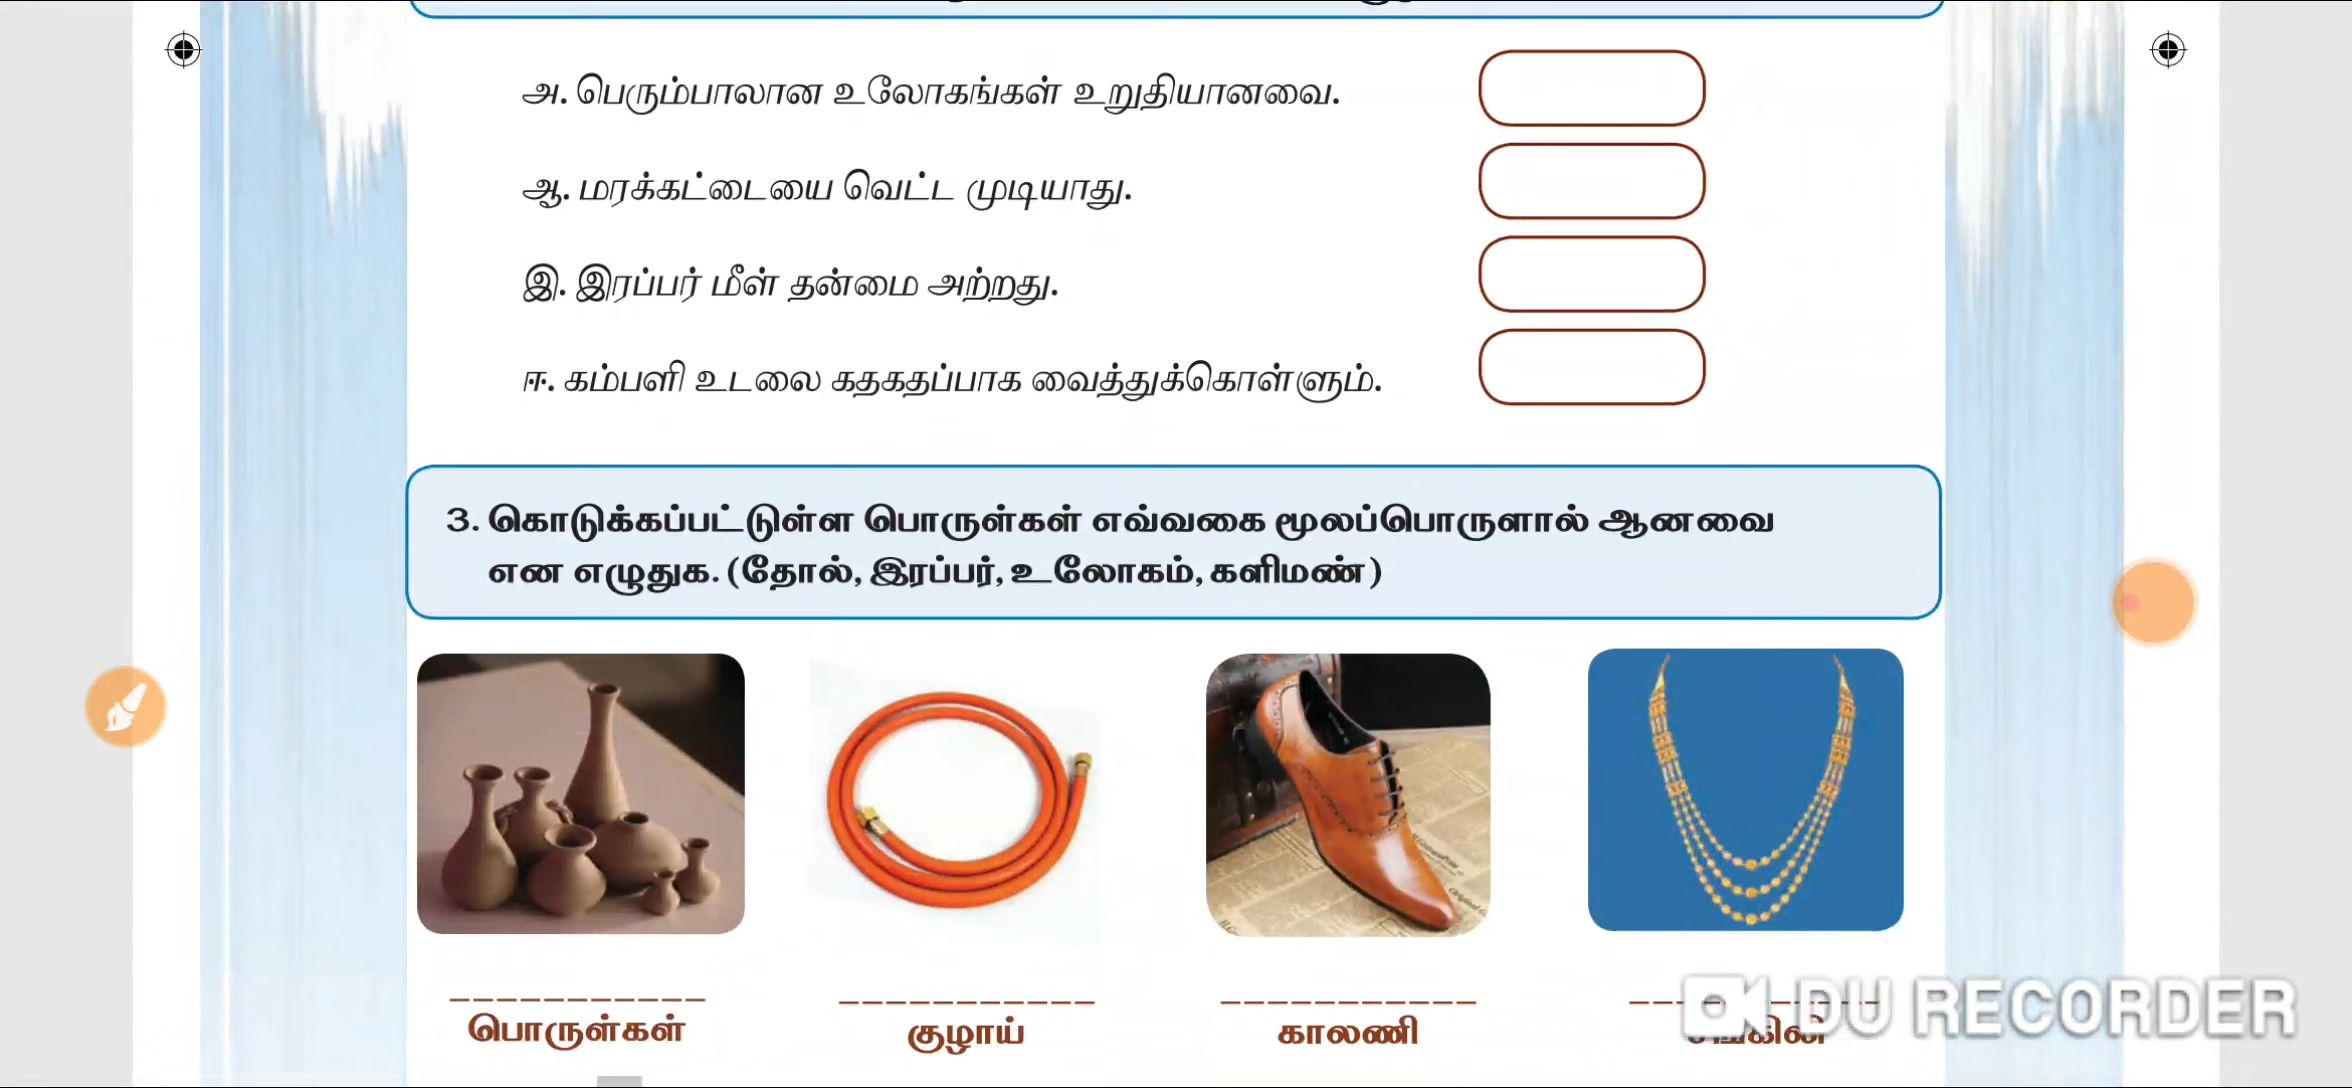 அ. பெரும்பாலான உலோகங்கள் உறுதியானவை.
ஆ. மரக்கட்டையை வெட்ட முடியாது.
இ. இரப்பர் மீள் தன்மை அற்றது.
ஈ. கம்பளி உடலை கதகதப்பாக வைத்துக்கொள்ளும்.
3. கொடுக்கப்பட்டுள்ள பொருள்கள் எவ்வகை மூலப்பொருளால் ஆனவை
என எழுதுக. (தோல், இரப்பர், உலோகம், களிமண்)
பொருள்கள்
குழாய்
காலணி
DU RECORDER